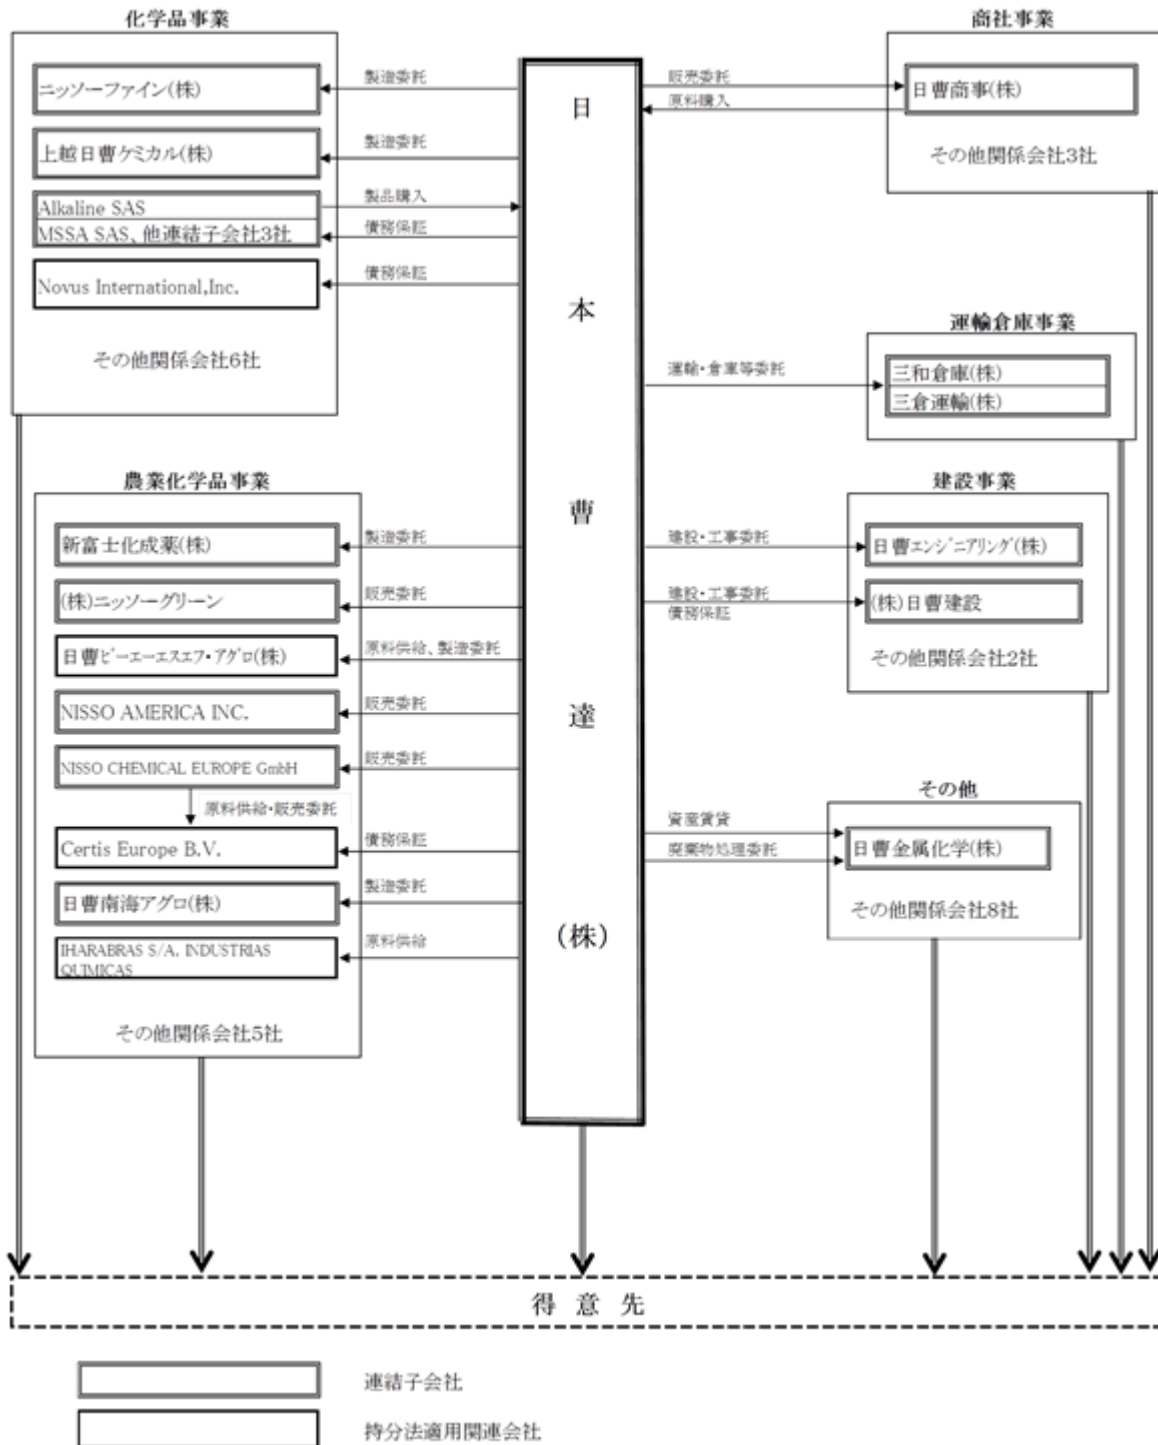 化学品事業
ニッソーファイン(株)
製造委託
上越日曹ケミカル(株)
製造委託
Alkaline SAS
製品購入
MSSA SAS、他連結子会社3社
債務保証
Novus International,Inc.
債務保証
その他関係会社6社
農業化学品事業
新富士化成薬(株)
製造委託
(株)ニッソーグリーン
販売委託
日曹ビーエーエスエフ・アグロ(株)
原料供給、製造委託
NISSO AMERICA INC.
販売委託
NISSO CHEMICAL EUROPE GmbH
販売委託
原料供給・販売委託
Certis Europe B.V.
債務保証
日曹南海アグロ(株)
製造委託
IHARABRAS S/A. INDUSTRIAS
QUIMICAS
原料供給
その他関係会社5社
日
本
曹
達
(株)
商社事業
販売委託
原料購入
日曹商事(株)
その他関係会社3社
運輸倉庫事業
運輸・倉庫等委託
三和倉庫(株)
三倉運輸(株)
建設事業
建設・工事委託
日曹エンジニアリング(株)
建設・工事委託
債務保証
(株)日曹建設
その他関係会社2社
その他
資産賃貸
廃棄物処理委託
日曹金属化学(株)
その他関係会社8社
得意先
連結子会社
持分法適用関連会社